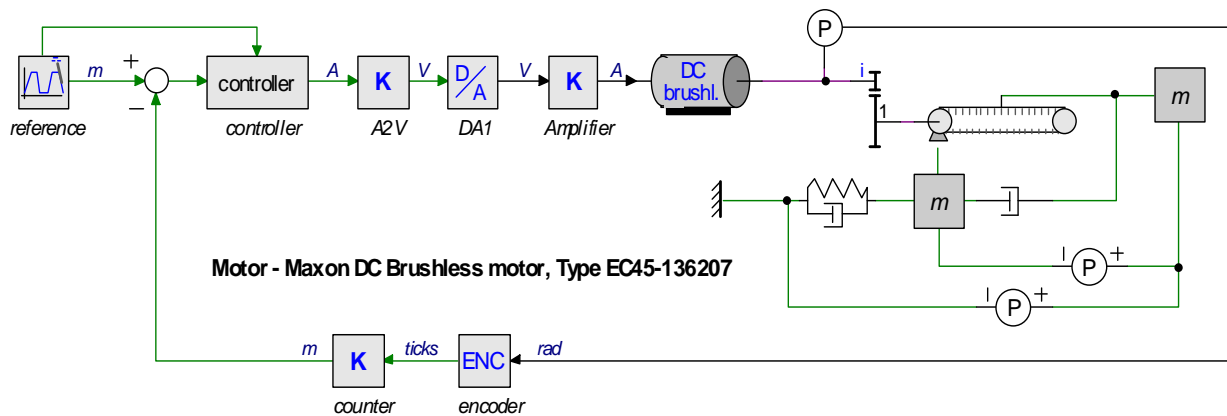 P
m
+
−
controller
A
K
V
D/A
V
K
A
DC
brushl.
i
m
reference
controller
A2V
DA1
Amplifier
1
m
Motor - Maxon DC Brushless motor, Type EC45-136207
P
+
P
+
m
K
ticks
ENC
rad
counter
encoder